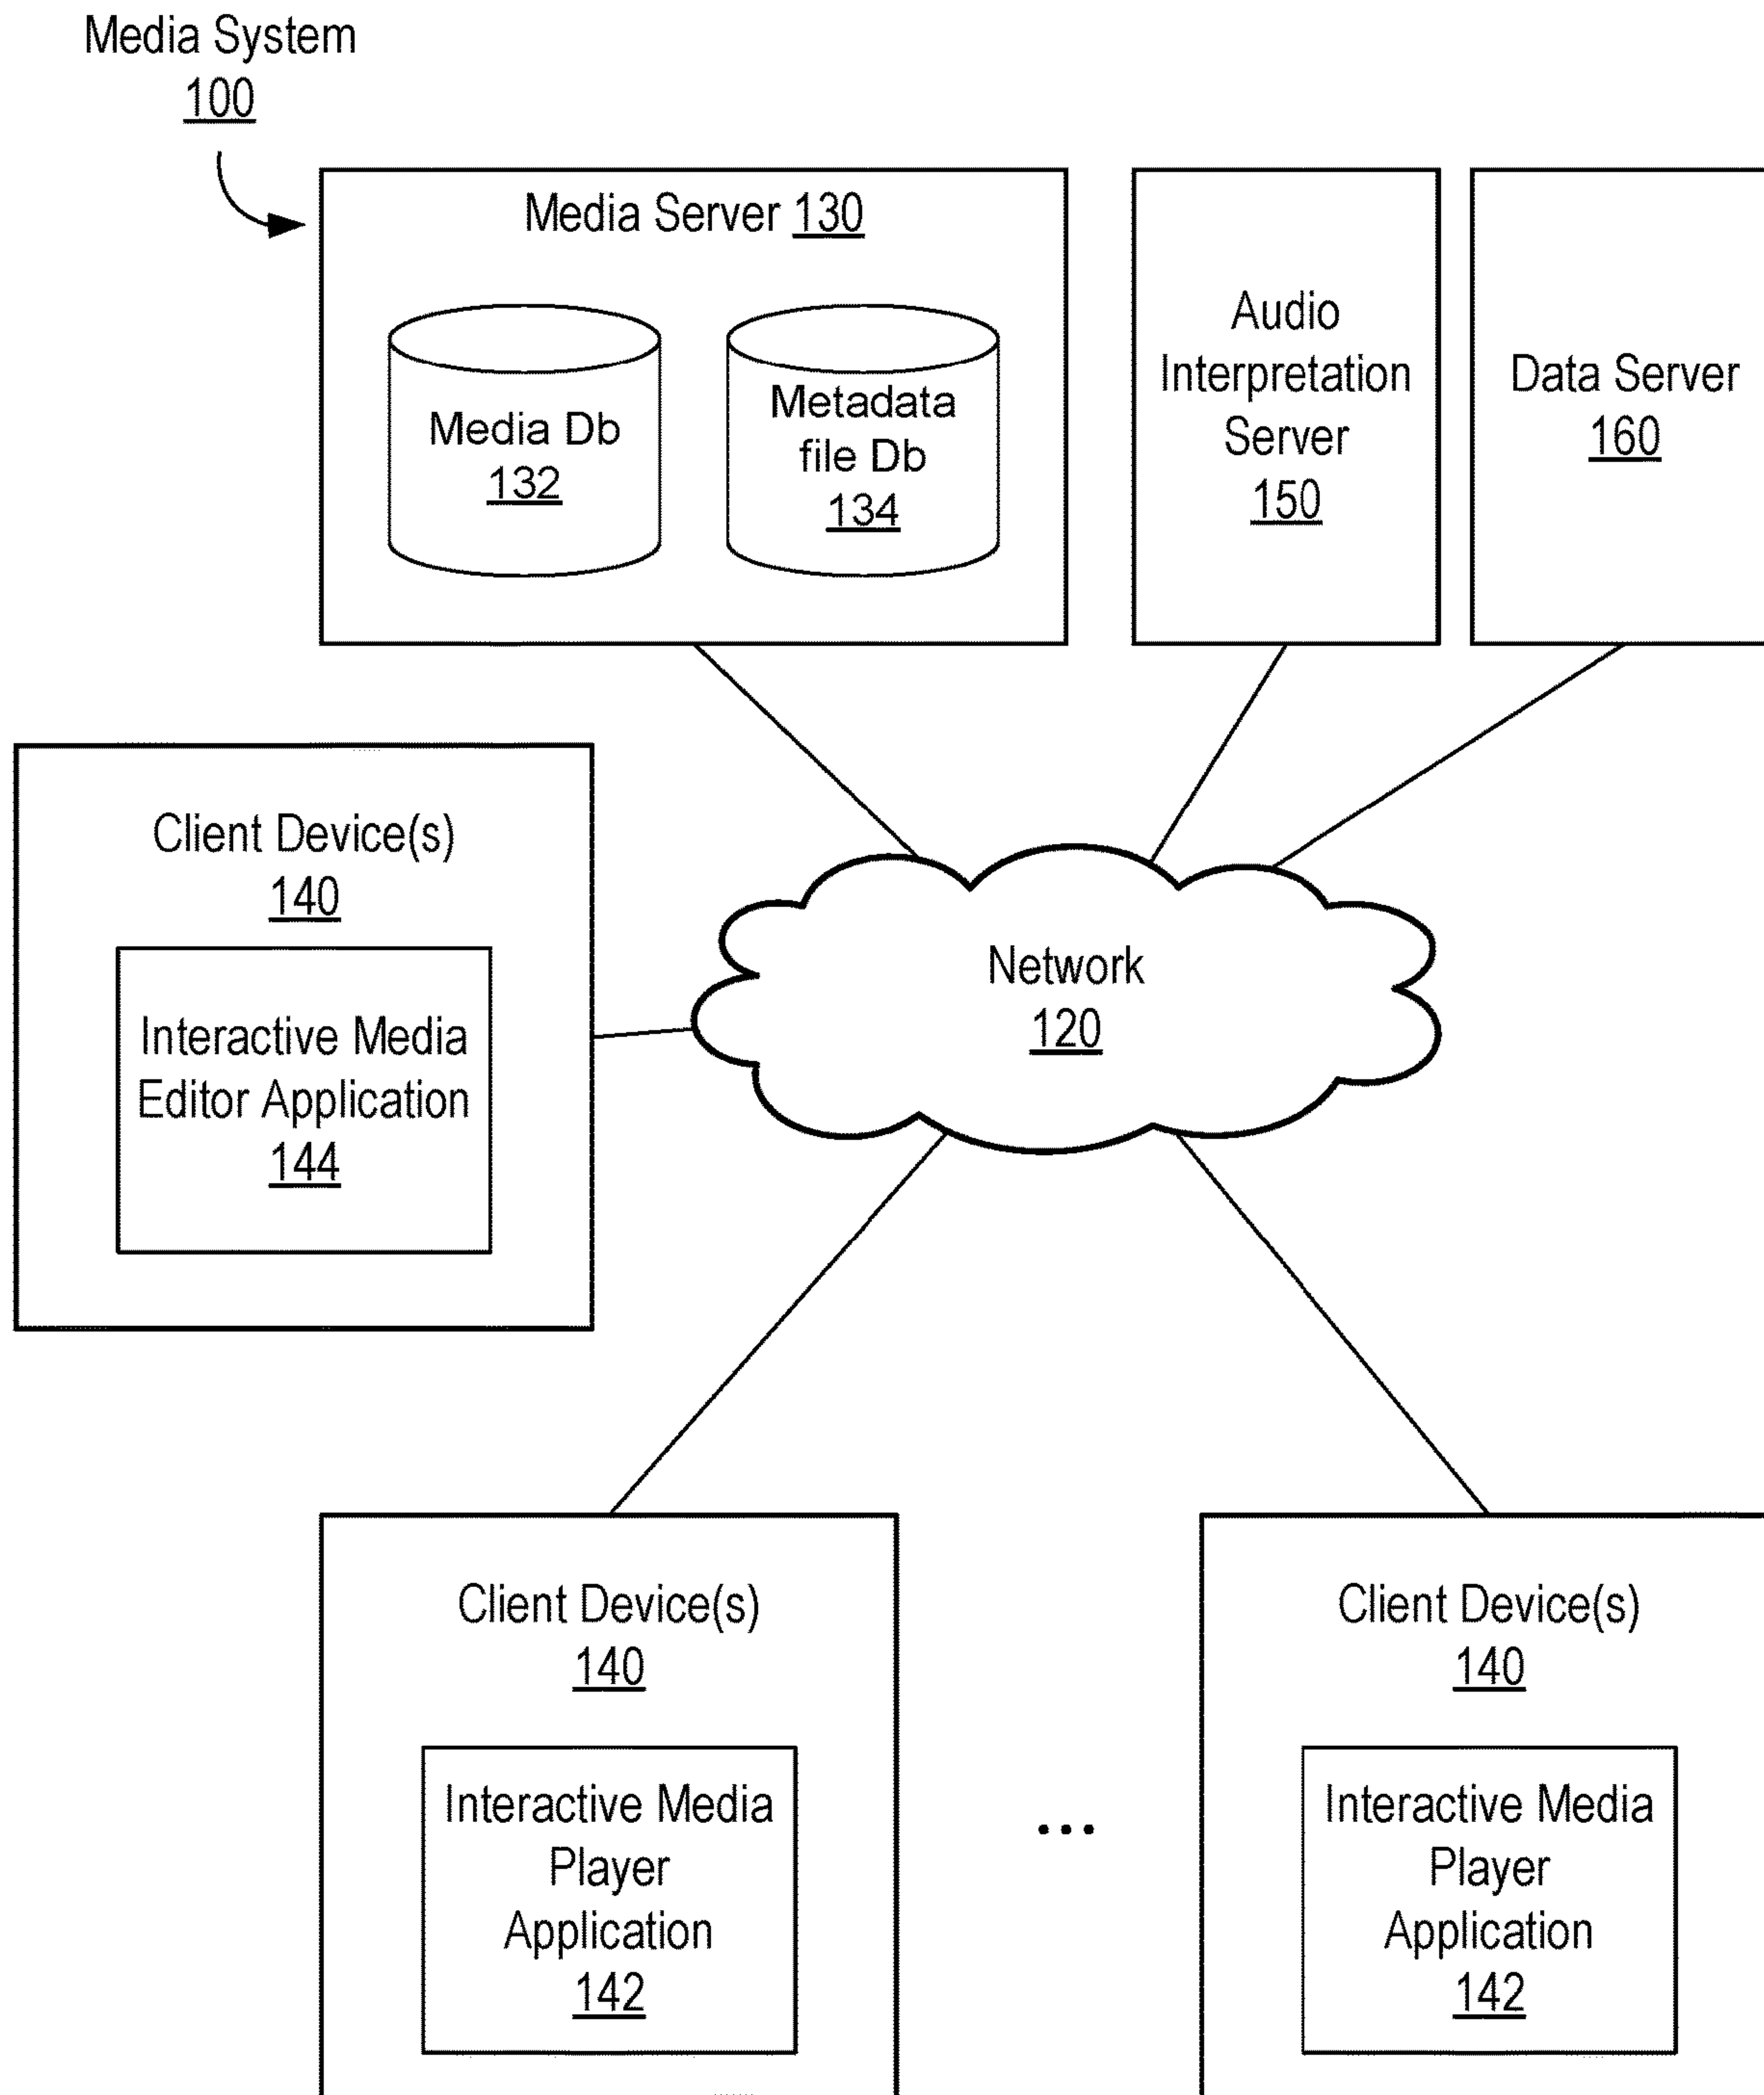 Media System
100
Media Server 130
Media Db
132
Metadata
file Db
134
Audio
Interpretation
Server
150
Data Server
160
Client Device(s)
140
Interactive Media
Editor Application
144
Network
120
Client Device(s)
140
Interactive Media
Player
Application
142
...
Client Device(s)
140
Interactive Media
Player
Application
142